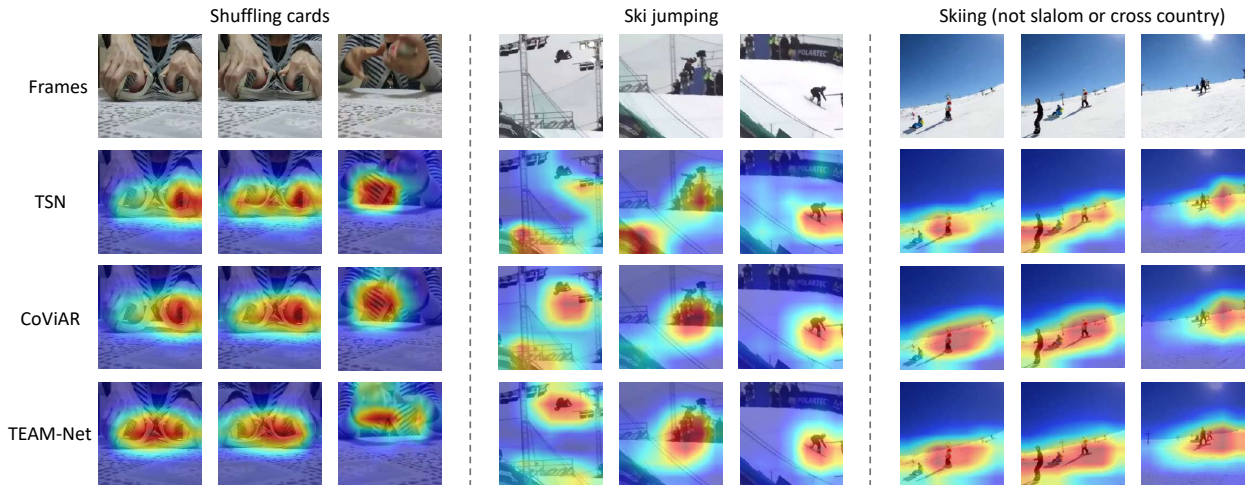 Shuffling cards
Ski jumping
Skiing (not slalom or cross country)
Frames
POLARTEC
TSN
CoViAR
TEAM-Net